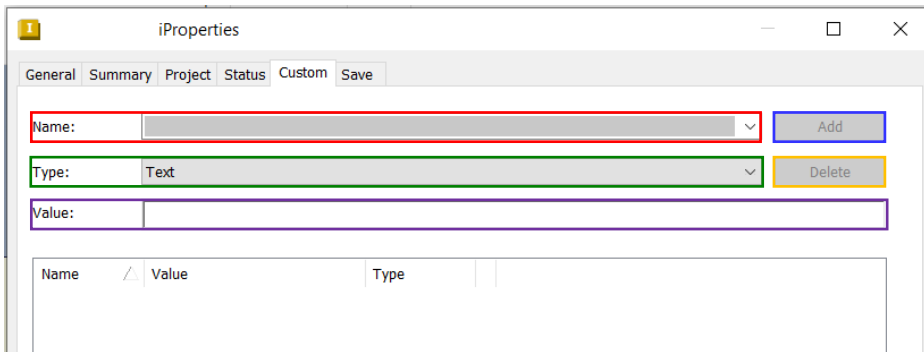 I iProperties
General Summary Project Status Custom Save
Name: Add
Type: Text Delete
Value:
Name Value Type